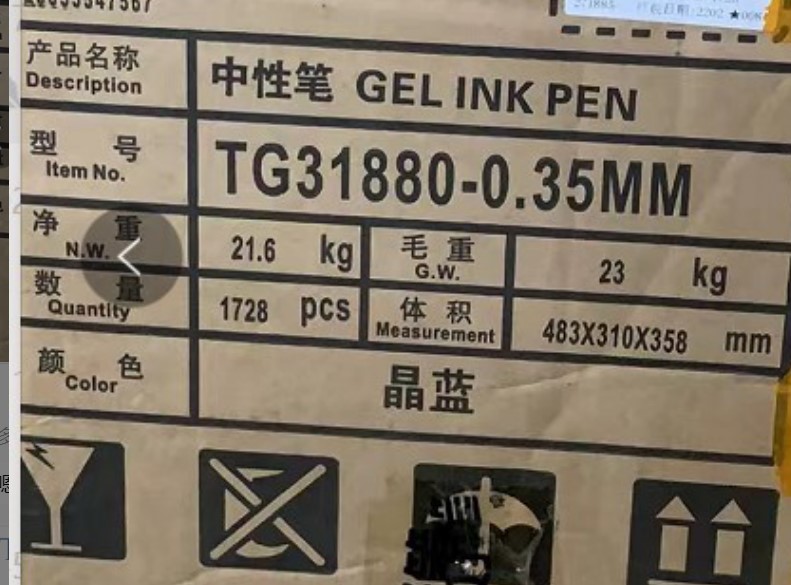 产品名称
Description
中性笔 GEL INK PEN
型 号
Item No.
TG31880-0.35MM
净 重
N.W.
21.6 kg
毛 重
G.W.
23 kg
数 量
Quantity
1728 pcs
体 积
Measurement
483X310X358 mm
颜 色
Color
晶蓝